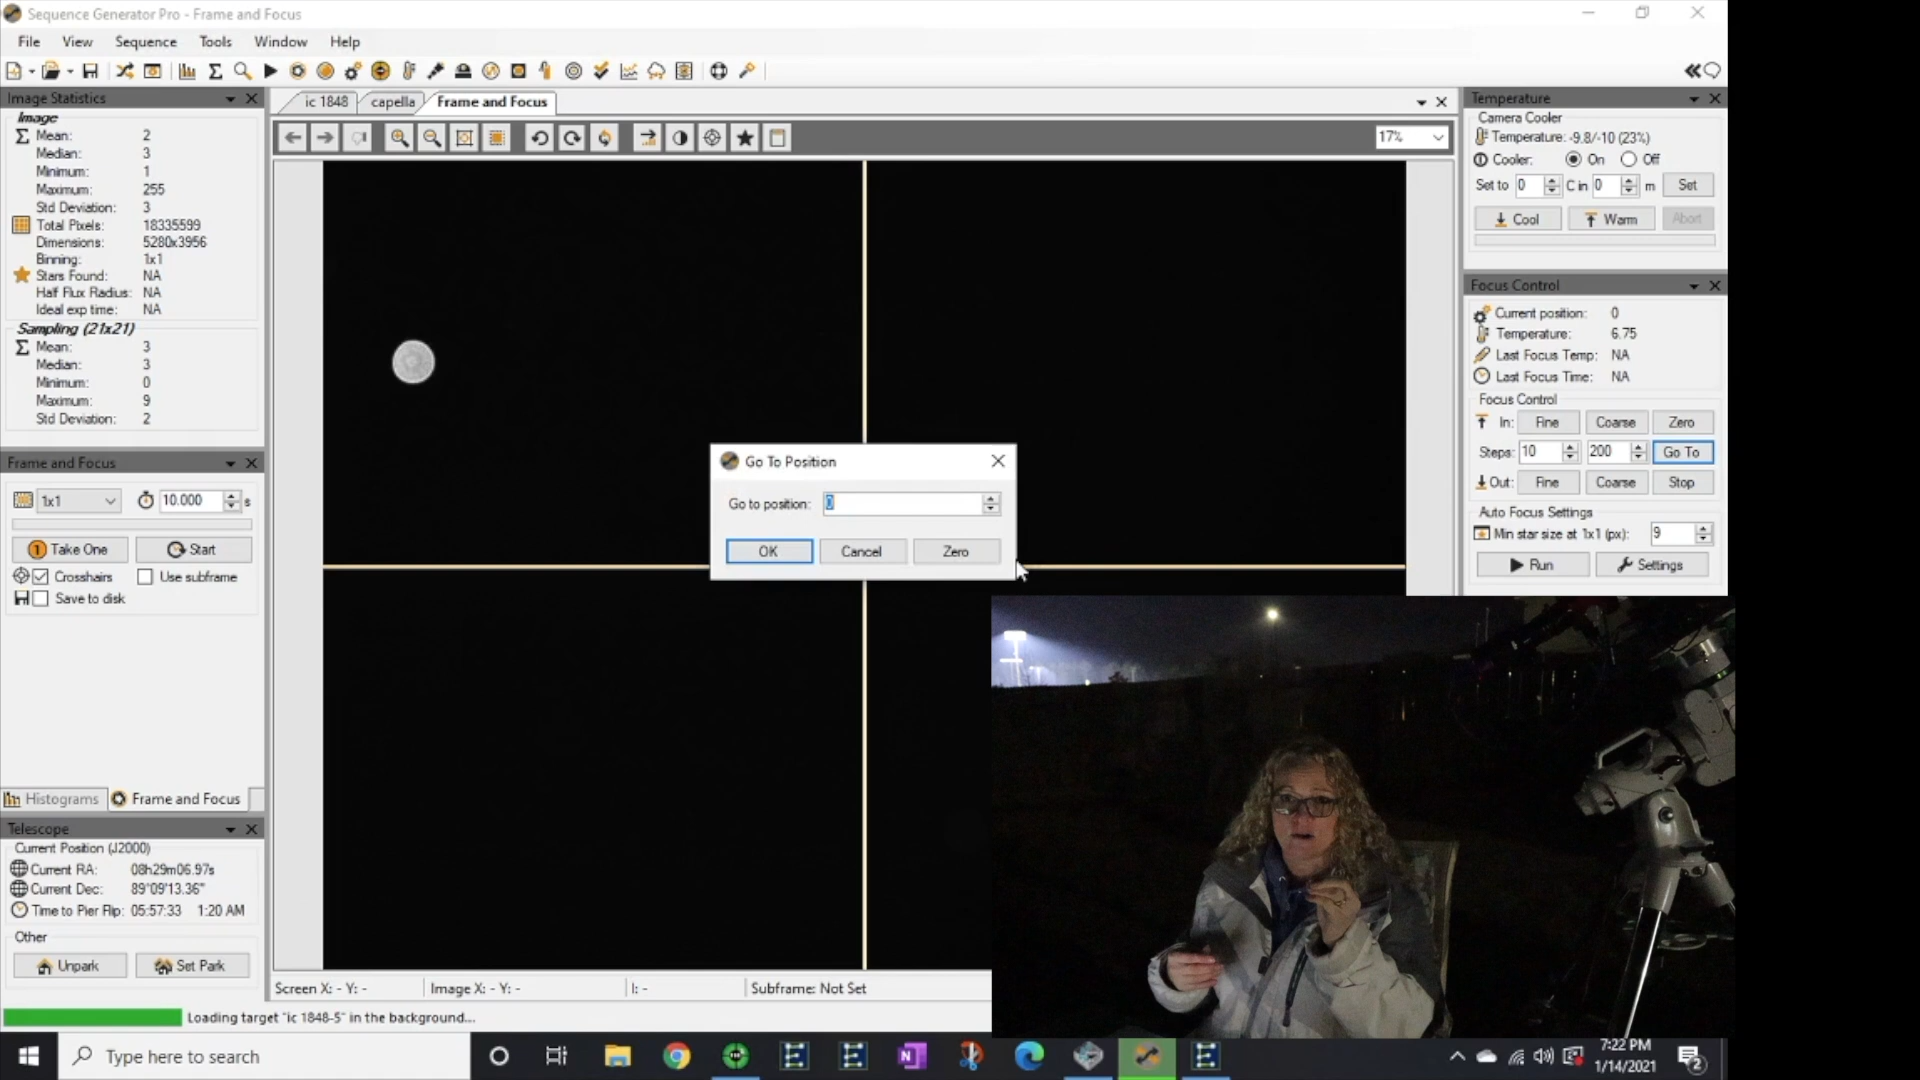 Sequence Generator Pro - Frame and Focus
File View Sequence Tools Window Help
Image Statistics
Image
Mean: 2
Median: 3
Minimum: 1
Maximum: 255
Std Deviation: 3
Total Pixels: 18335599
Dimensions: 5280x3956
Binning: 1x1
Stars Found: NA
Half Flux Radius: NA
Ideal exp time: NA
Sampling (21x21)
Mean: 3
Median: 3
Minimum: 0
Maximum: 9
Std Deviation: 2
Frame and Focus
1x1 10.000 s
1 Take One Start
Crosshairs Use subframe
Save to disk
Histograms Frame and Focus
Telescope
Current Position (J2000)
Current RA: 08h29m06.97s
Current Dec: 89°09'13.36"
Time to Pier Flip: 05:57:33 1:20 AM
Other
Unpark Set Park
ic 1848 capella Frame and Focus
17%
Go To Position
Go to position: 0
OK Cancel Zero
Screen X: - Y: - Image X: - Y: - I: - Subframe: Not Set
Temperature
Camera Cooler
Temperature: -9.8/-10 (23%)
Cooler: On Off
Set to 0 C in 0 m Set
Cool Warm Abort
Focus Control
Current position: 0
Temperature: 6.75
Last Focus Temp: NA
Last Focus Time: NA
Focus Control
In: Fine Coarse Zero
Steps: 10 200 Go To
Out: Fine Coarse Stop
Auto Focus Settings
Min star size at 1x1 (px): 9
Run Settings
Loading target "ic 1848-5" in the background...
Type here to search
7:22 PM
1/14/2021
2